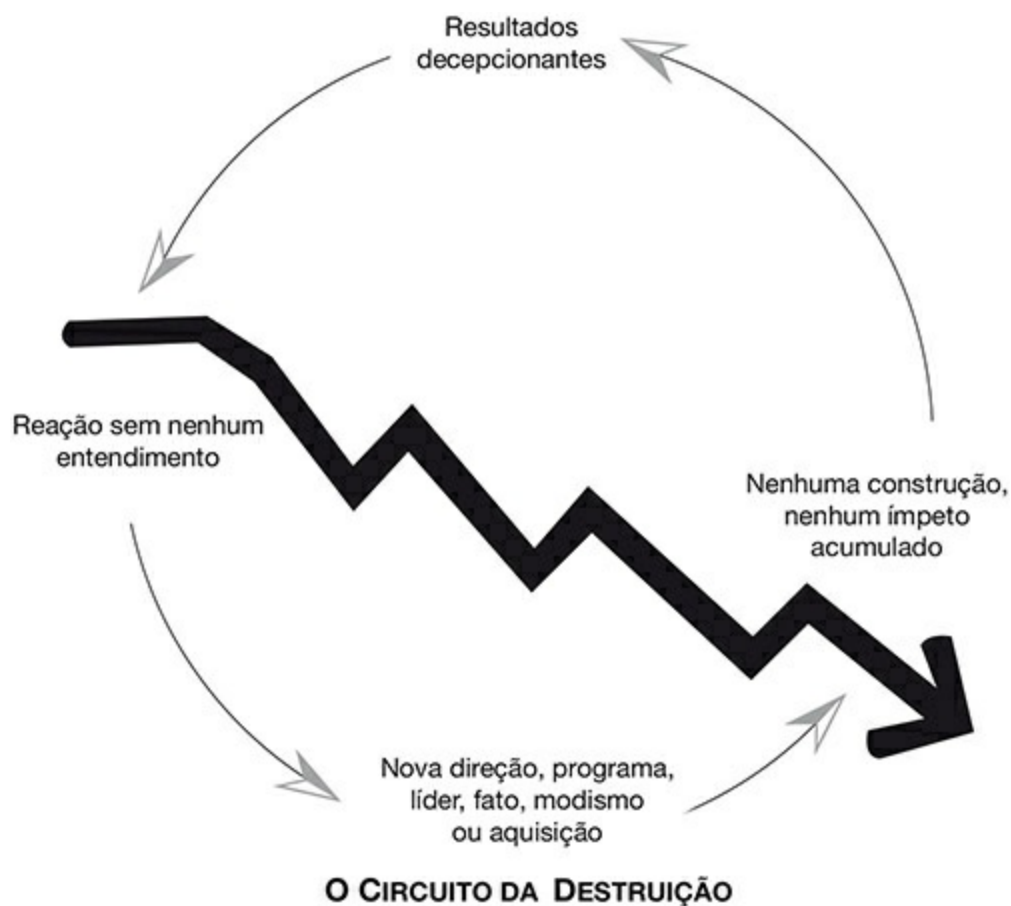 Resultados
decepcionantes
Reação sem nenhum
entendimento
Nova direção, programa,
líder, fato, modismo
ou aquisição
Nenhuma construção,
nenhum ímpeto
acumulado
O CIRCUITO DA DESTRUIÇÃO